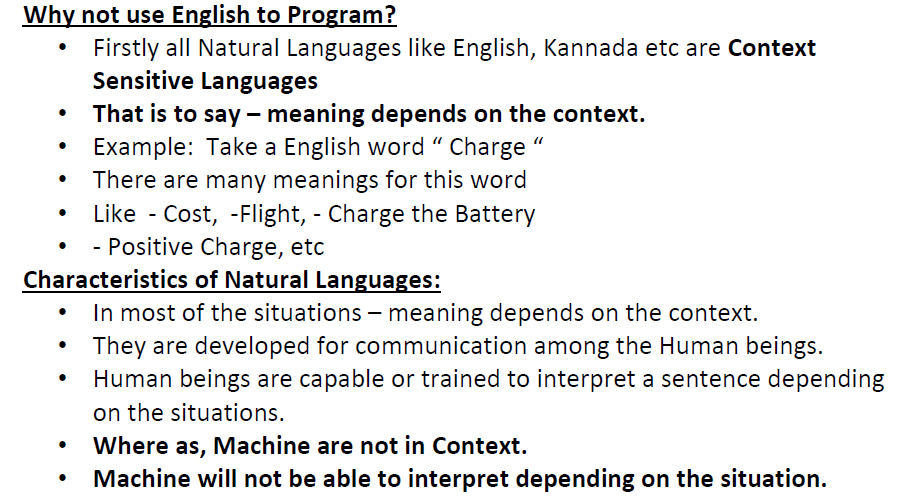 Why not use English to Program?
• Firstly all Natural Languages like English, Kannada etc are Context
Sensitive Languages
• That is to say – meaning depends on the context.
• Example:  Take a English word “ Charge “
• There are many meanings for this word
• Like  - Cost,  -Flight, - Charge the Battery
• - Positive Charge, etc
Characteristics of Natural Languages:
• In most of the situations – meaning depends on the context.
• They are developed for communication among the Human beings.
• Human beings are capable or trained to interpret a sentence depending
on the situations.
• Where as, Machine are not in Context.
• Machine will not be able to interpret depending on the situation.